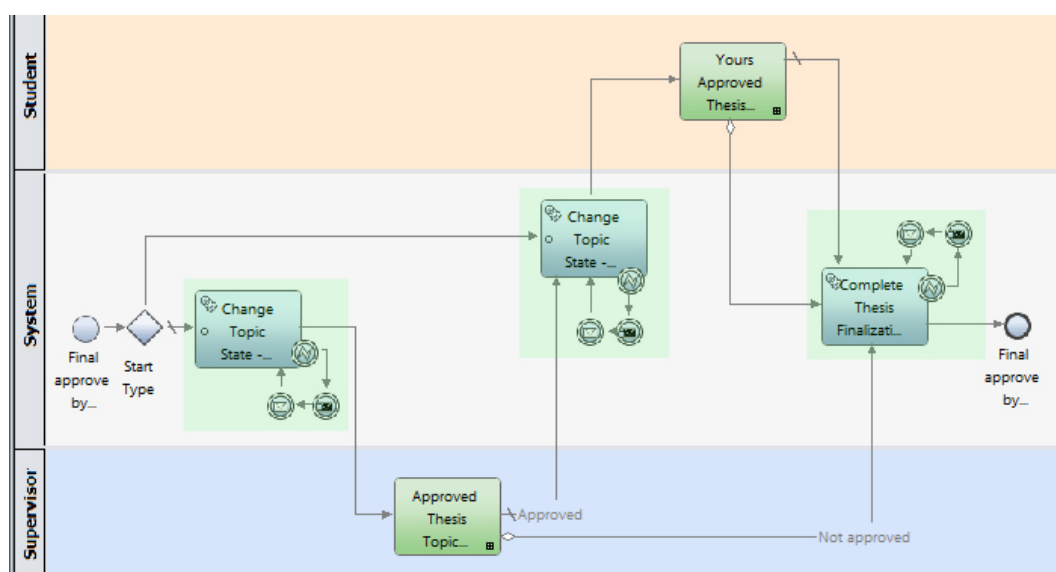 Student
Yours
Approved
Thesis...
System
Change
Topic
State -...
Complete
Thesis
Finalizati...
Change
Topic
State -...
Final
approve
by...
Start
Type
Final
approve
by...
Supervisor
Approved
Thesis
Topic...
Approved
Not approved